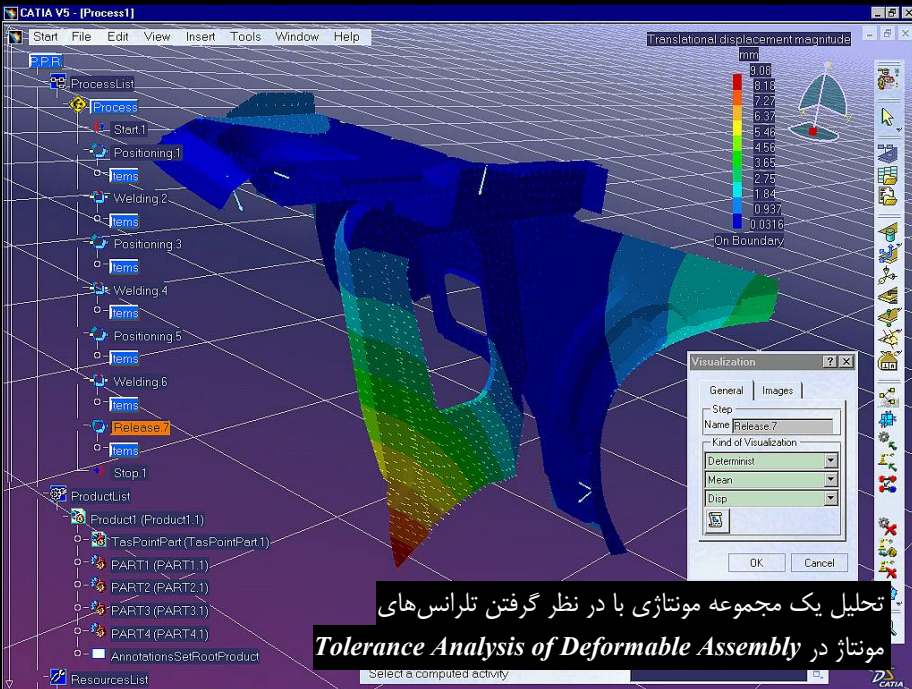 CATIA V5 - [Process1]
Start File Edit View Insert Tools Window Help
P.P.R.
ProcessList
Process
Start.1
Positioning.1
Items
Welding.2
Items
Positioning.3
Items
Welding.4
Items
Positioning.5
Items
Welding.6
Items
Release.7
Items
Stop.1
ProductList
Product1 (Product1.1)
TasPointPart (TasPointPart.1)
PART1 (PART1.1)
PART2 (PART2.1)
PART3 (PART3.1)
PART4 (PART4.1)
AnnotationsSetRootProduct
ResourcesList
Translational displacement magnitude
mm
9.08
8.18
7.27
6.37
5.46
4.56
3.65
2.75
1.84
0.937
0.0316
On Boundary
Visualization
General Images
Step
Name Release.7
Kind of Visualization
Determinist
Mean
Disp
OK Cancel
تحلیل یک مجموعه مونتاژی با در نظر گرفتن تلرانس‌های
مونتاژ در Tolerance Analysis of Deformable Assembly
Select a computed activity
CATIA